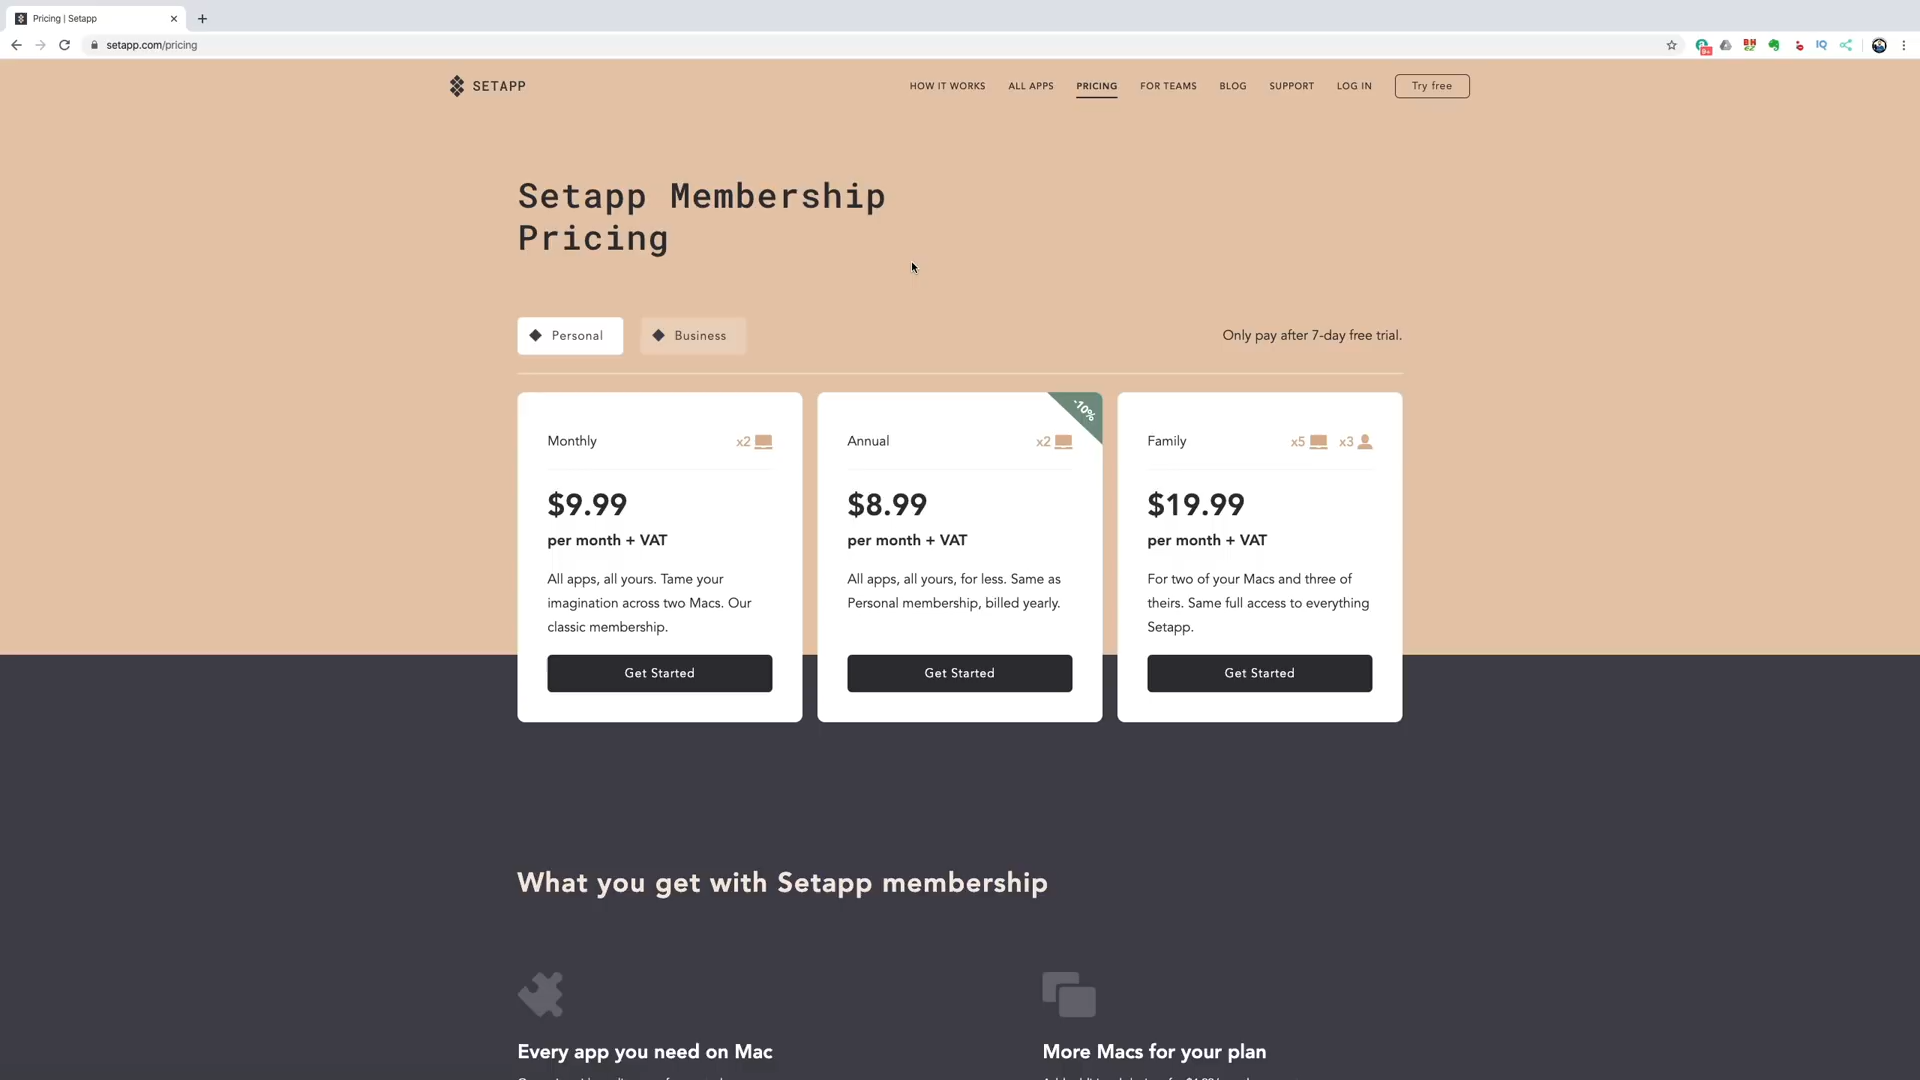 Pricing | Setapp
setapp.com/pricing
SETAPP
HOW IT WORKS
ALL APPS
PRICING
FOR TEAMS
BLOG
SUPPORT
LOG IN
Try free
Setapp Membership
Pricing
Personal
Business
Only pay after 7-day free trial.
Monthly
x2
$9.99
per month + VAT
All apps, all yours. Tame your
imagination across two Macs. Our
classic membership.
Get Started
-10%
Annual
x2
$8.99
per month + VAT
All apps, all yours, for less. Same as
Personal membership, billed yearly.
Get Started
Family
x5
x3
$19.99
per month + VAT
For two of your Macs and three of
theirs. Same full access to everything
Setapp.
Get Started
What you get with Setapp membership
Every app you need on Mac
More Macs for your plan